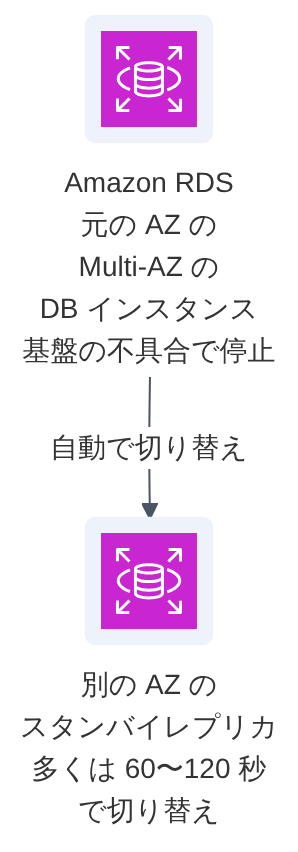 Amazon RDS
元の AZ の
Multi-AZ の
DB インスタンス
基盤の不具合で停止
自動で切り替え
別の AZ の
スタンバイレプリカ
多くは 60〜120 秒
で切り替え